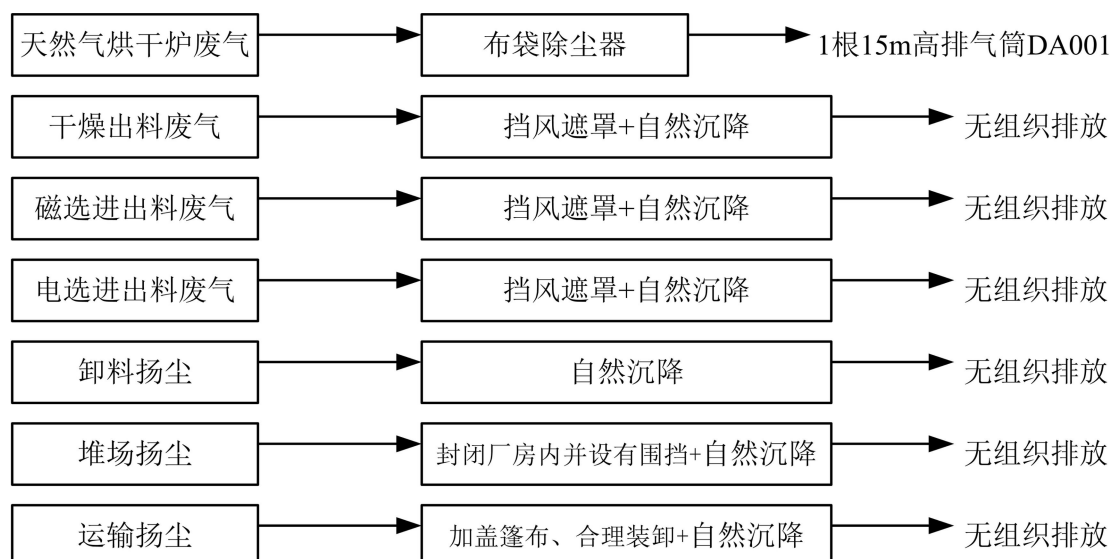 天然气烘干炉废气 布袋除尘器 1根15m高排气筒DA001
干燥出料废气 挡风遮罩+自然沉降 无组织排放
磁选进出料废气 挡风遮罩+自然沉降 无组织排放
电选进出料废气 挡风遮罩+自然沉降 无组织排放
卸料扬尘 自然沉降 无组织排放
堆场扬尘 封闭厂房内并设有围挡+自然沉降 无组织排放
运输扬尘 加盖篷布、合理装卸+自然沉降 无组织排放